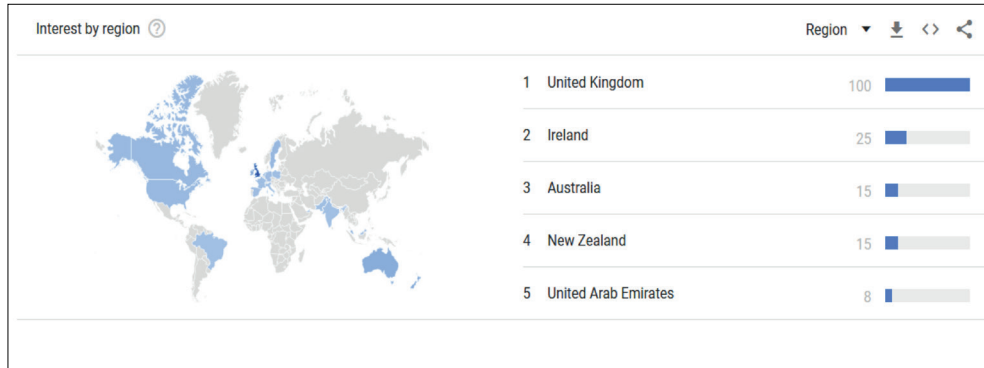 Interest by region ?
Region
1 United Kingdom 100
2 Ireland 25
3 Australia 15
4 New Zealand 15
5 United Arab Emirates 8